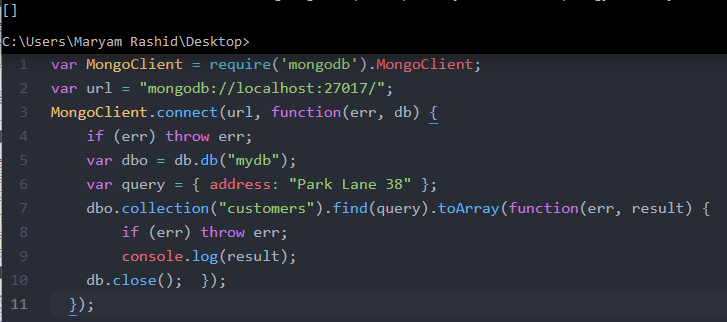 []
C:\Users\Maryam Rashid\Desktop>
1 var MongoClient = require('mongodb').MongoClient;
2 var url = "mongodb://localhost:27017/";
3 MongoClient.connect(url, function(err, db) {
4 if (err) throw err;
5 var dbo = db.db("mydb");
6 var query = { address: "Park Lane 38" };
7 dbo.collection("customers").find(query).toArray(function(err, result) {
8 if (err) throw err;
9 console.log(result);
10 db.close();  });
11 });